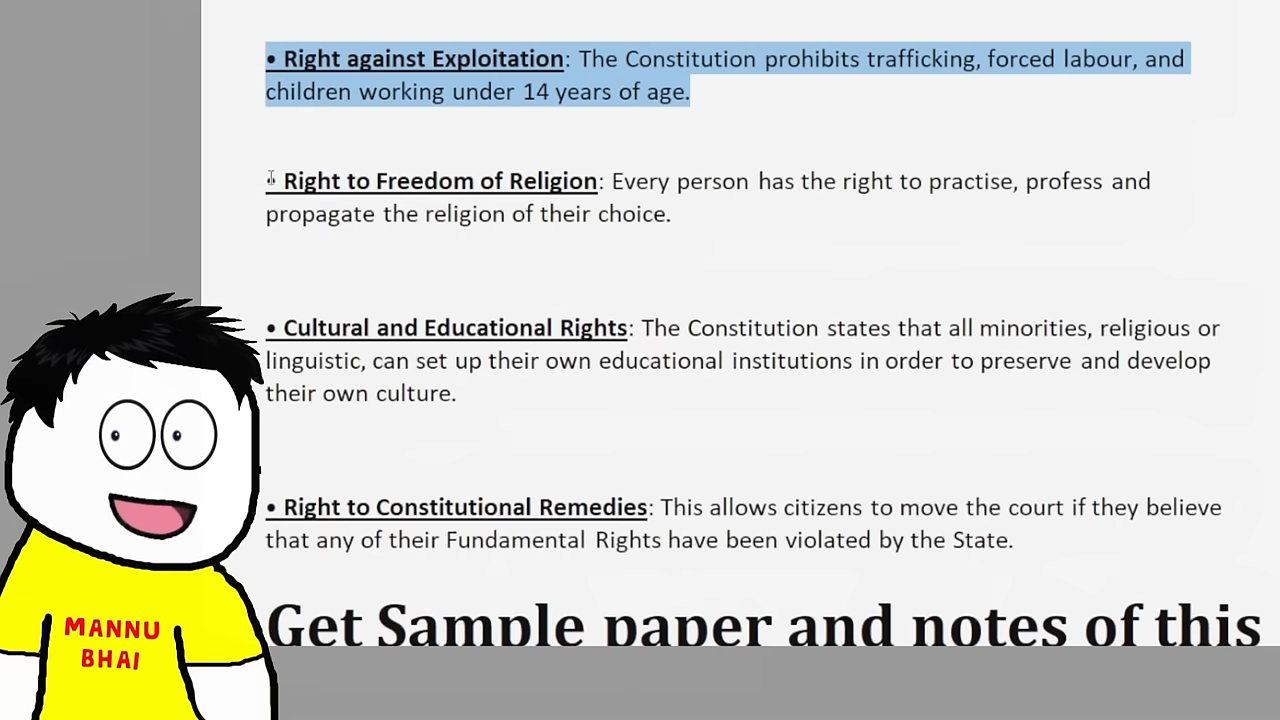 • Right against Exploitation: The Constitution prohibits trafficking, forced labour, and
children working under 14 years of age.
• Right to Freedom of Religion: Every person has the right to practise, profess and
propagate the religion of their choice.
• Cultural and Educational Rights: The Constitution states that all minorities, religious or
linguistic, can set up their own educational institutions in order to preserve and develop
their own culture.
• Right to Constitutional Remedies: This allows citizens to move the court if they believe
that any of their Fundamental Rights have been violated by the State.
Get Sample paper and notes of this
MANNU
BHAI